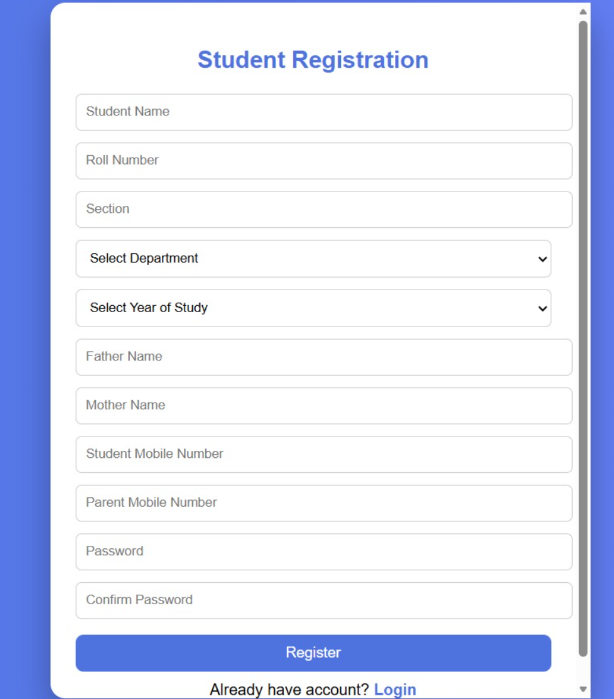 Student Registration
Student Name
Roll Number
Section
Select Department
Select Year of Study
Father Name
Mother Name
Student Mobile Number
Parent Mobile Number
Password
Confirm Password
Register
Already have account? Login